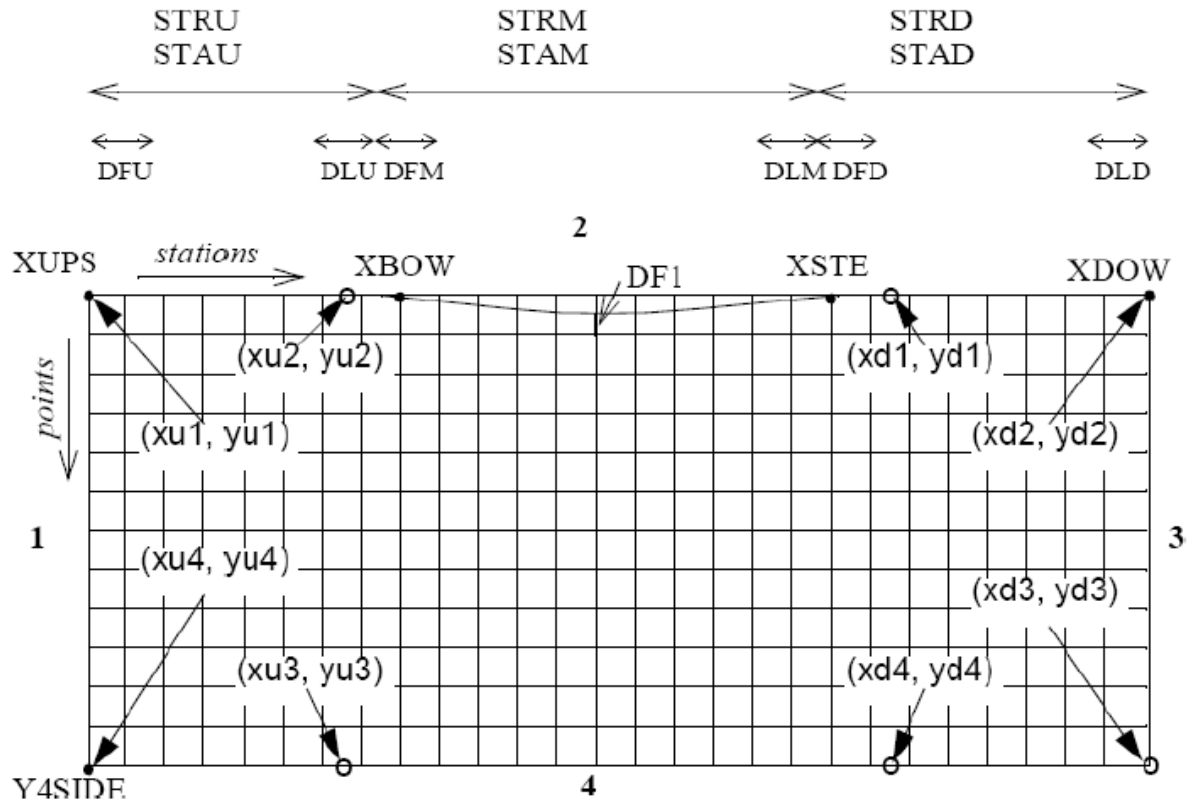 STRU STRM STRD
STAU STAM STAD
DFU DLU DFM DLM DFD DLD
2
XUPS stations XBOW DF1 XSTE XDOW
(xu2, yu2) (xd1, yd1)
points
(xu1, yu1) (xd2, yd2)
1 3
(xu4, yu4) (xd3, yd3)
(xu3, yu3) (xd4, yd4)
Y4SIDE 4